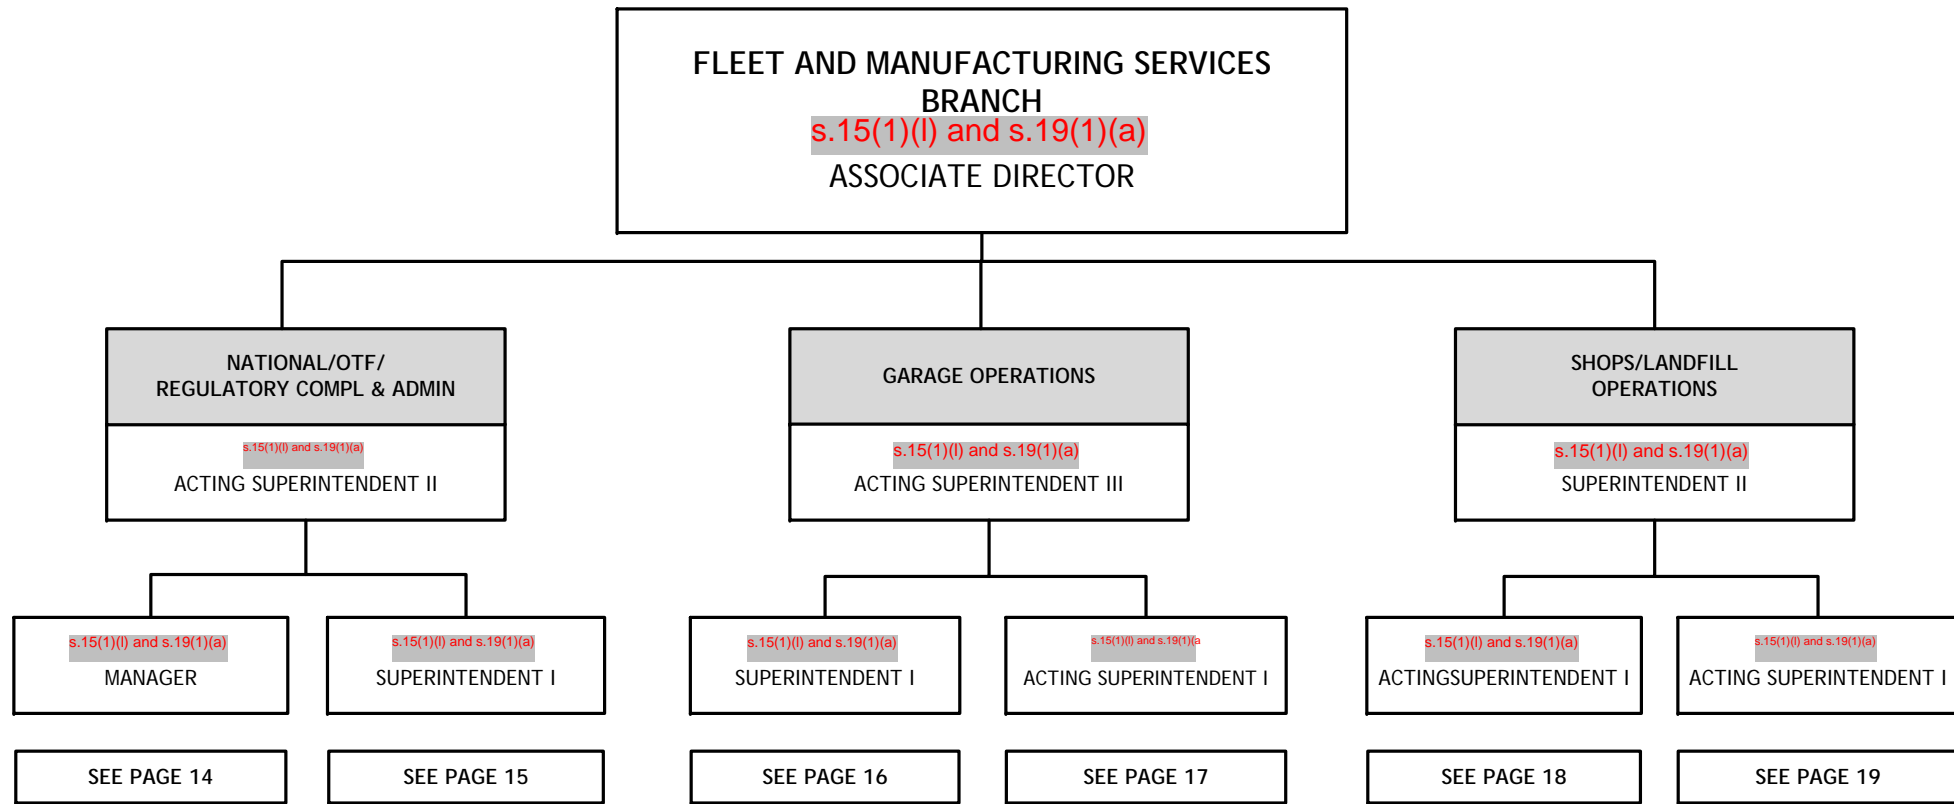 FLEET AND MANUFACTURING SERVICES
BRANCH
s.15(1)(l) and s.19(1)(a)
ASSOCIATE DIRECTOR
NATIONAL/OTF/
REGULATORY COMPL & ADMIN
s.15(1)(l) and s.19(1)(a)
ACTING SUPERINTENDENT II
GARAGE OPERATIONS
s.15(1)(l) and s.19(1)(a)
ACTING SUPERINTENDENT III
SHOPS/LANDFILL
OPERATIONS
s.15(1)(l) and s.19(1)(a)
SUPERINTENDENT II
s.15(1)(l) and s.19(1)(a)
MANAGER
s.15(1)(l) and s.19(1)(a)
SUPERINTENDENT I
s.15(1)(l) and s.19(1)(a)
SUPERINTENDENT I
s.15(1)(l) and s.19(1)(a
ACTING SUPERINTENDENT I
s.15(1)(l) and s.19(1)(a)
ACTINGSUPERINTENDENT I
s.15(1)(l) and s.19(1)(a)
ACTING SUPERINTENDENT I
SEE PAGE 14
SEE PAGE 15
SEE PAGE 16
SEE PAGE 17
SEE PAGE 18
SEE PAGE 19